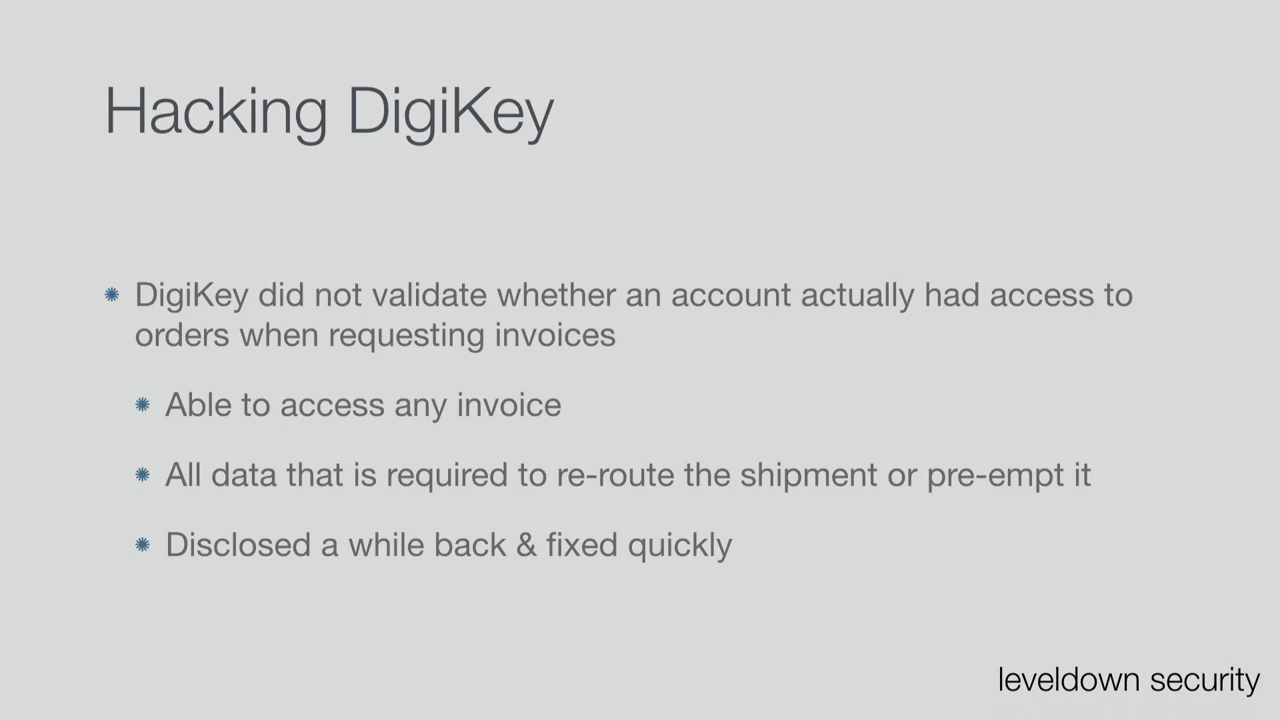 Hacking DigiKey
DigiKey did not validate whether an account actually had access to
orders when requesting invoices
Able to access any invoice
All data that is required to re-route the shipment or pre-empt it
Disclosed a while back & fixed quickly
leveldown security